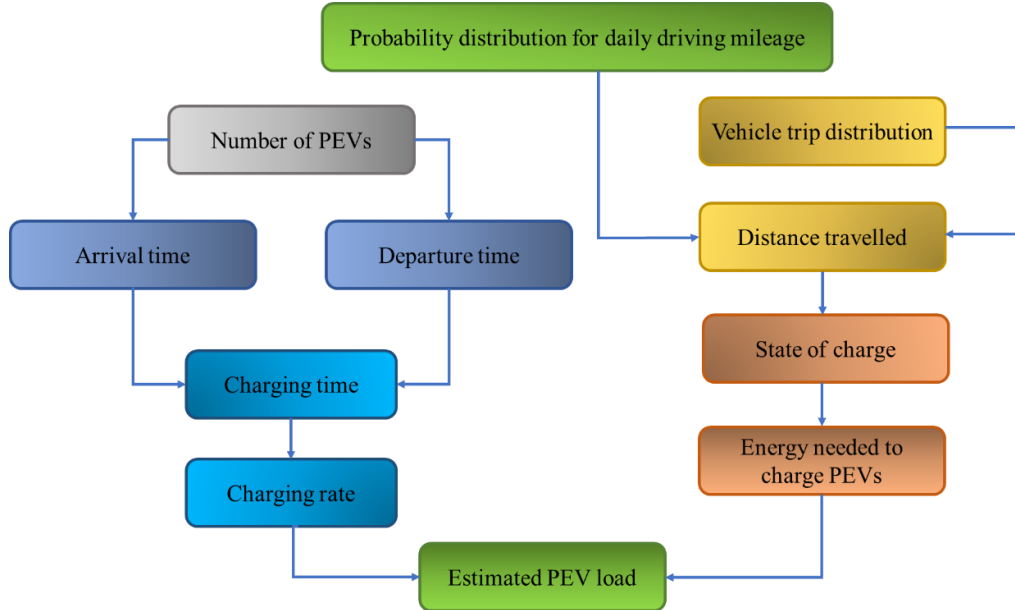 Probability distribution for daily driving mileage
Number of PEVs
Vehicle trip distribution
Arrival time
Departure time
Distance travelled
State of charge
Charging time
Energy needed to
charge PEVs
Charging rate
Estimated PEV load